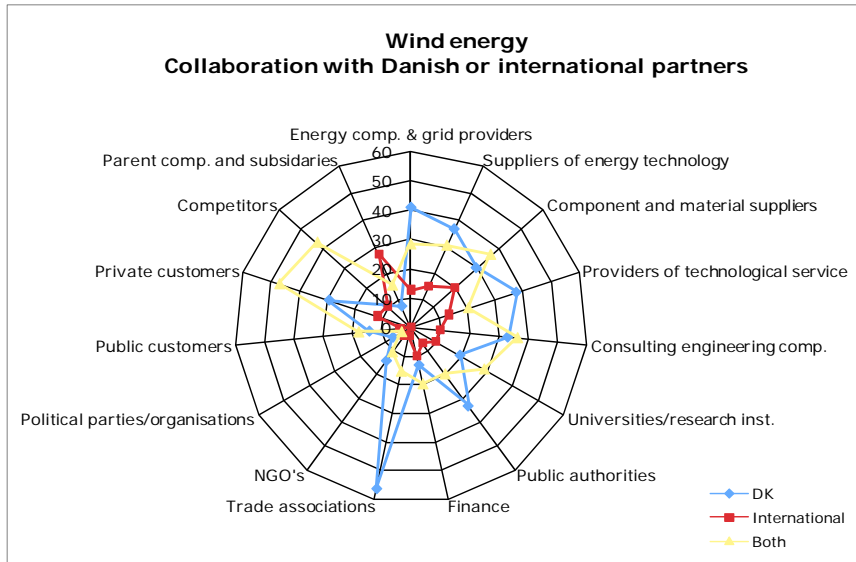 Wind energy
Collaboration with Danish or international partners
Energy comp. & grid providers
60
Parent comp. and subsidaries
Suppliers of energy technology
50
Competitors
40
Component and material suppliers
30
Private customers
20
Providers of technological service
10
Public customers
0
Consulting engineering comp.
Political parties/organisations
Universities/research inst.
NGO's
Public authorities
Trade associations
Finance
DK
International
Both